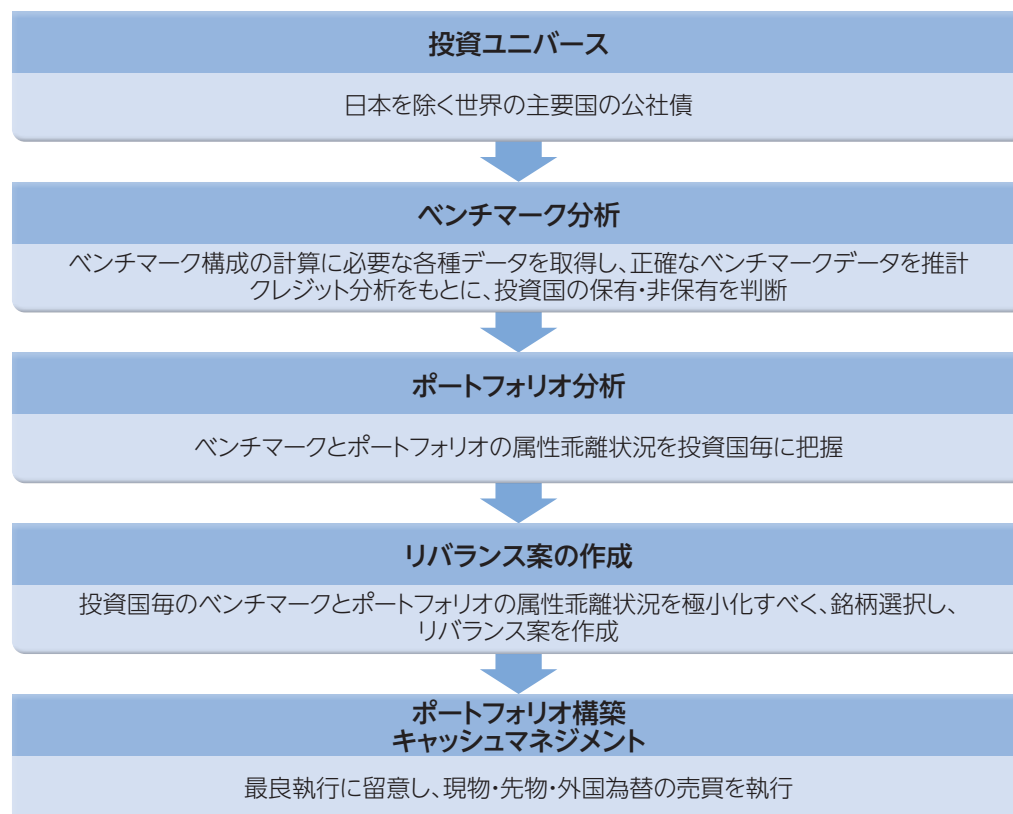 投資ユニバース
日本を除く世界の主要国の公社債
ベンチマーク分析
ベンチマーク構成の計算に必要な各種データを取得し、正確なベンチマークデータを推計
クレジット分析をもとに、投資国の保有・非保有を判断
ポートフォリオ分析
ベンチマークとポートフォリオの属性乖離状況を投資国毎に把握
リバランス案の作成
投資国毎のベンチマークとポートフォリオの属性乖離状況を極小化すべく、銘柄選択し、
リバランス案を作成
ポートフォリオ構築
キャッシュマネジメント
最良執行に留意し、現物・先物・外国為替の売買を執行